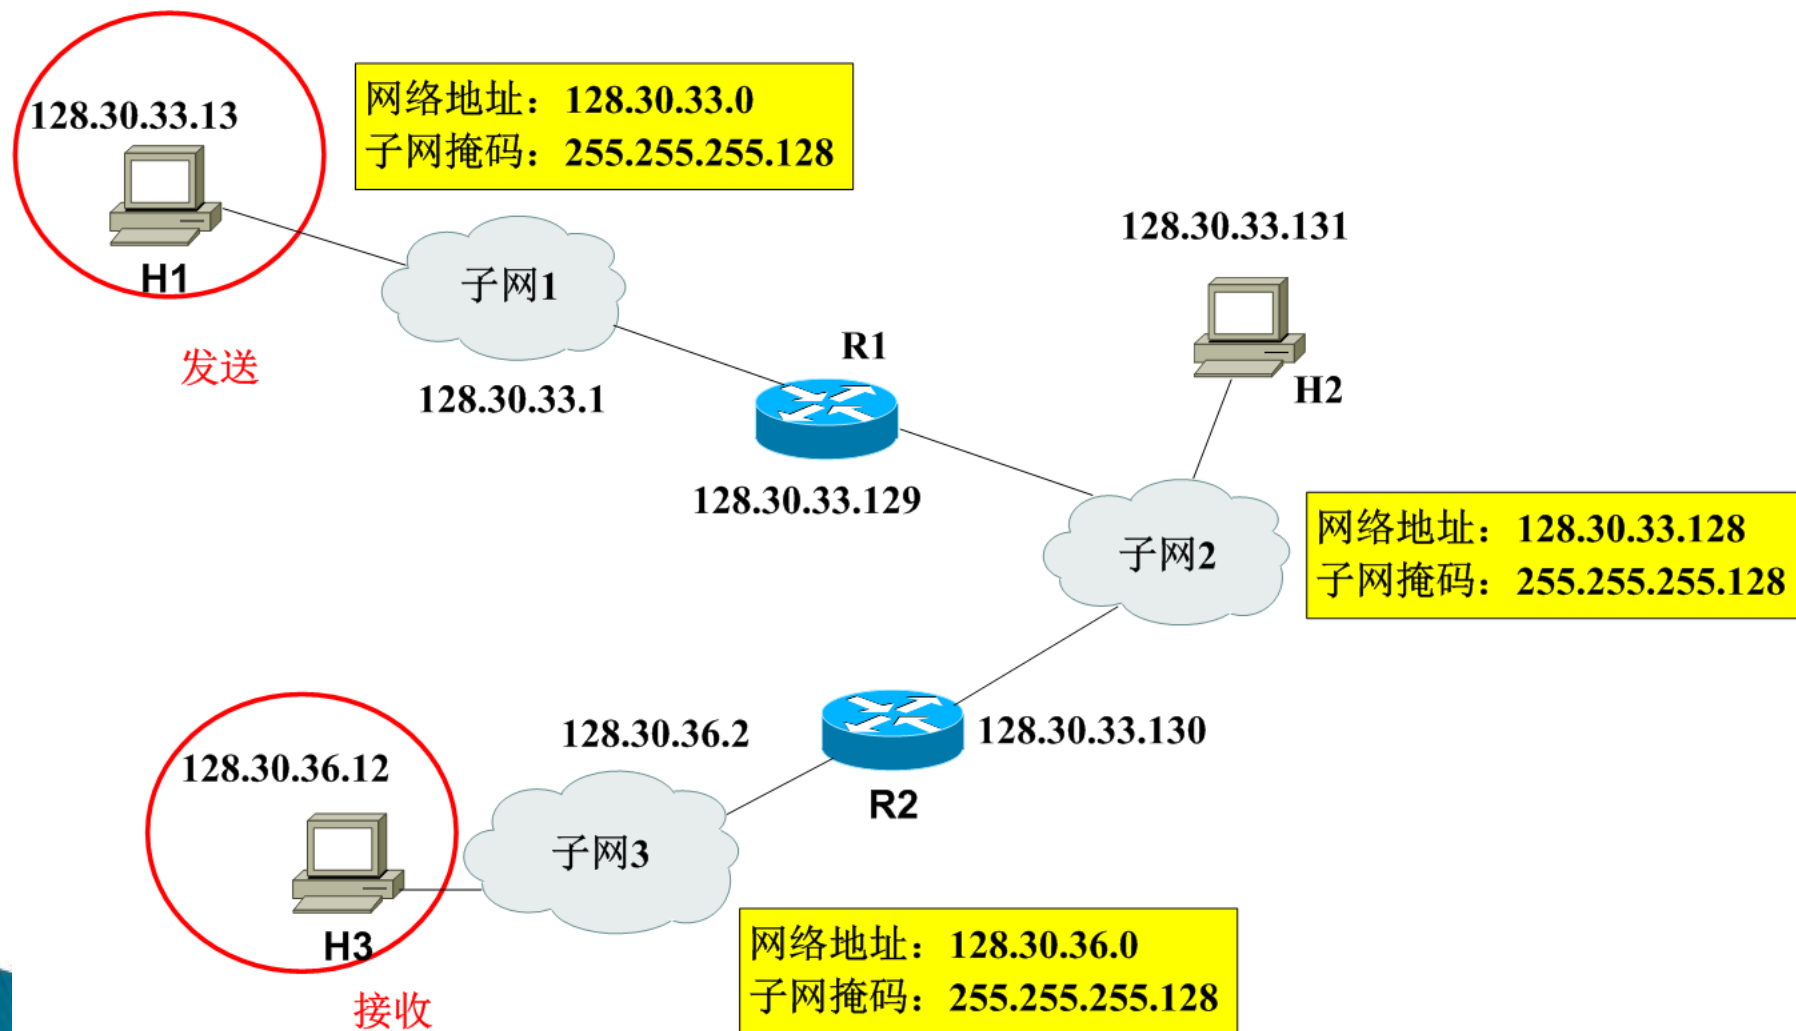 128.30.33.13
H1
发送
网络地址：128.30.33.0
子网掩码：255.255.255.128
子网1
128.30.33.1
R1
128.30.33.129
128.30.33.131
H2
子网2
网络地址：128.30.33.128
子网掩码：255.255.255.128
128.30.36.2
128.30.33.130
R2
128.30.36.12
H3
接收
子网3
网络地址：128.30.36.0
子网掩码：255.255.255.128